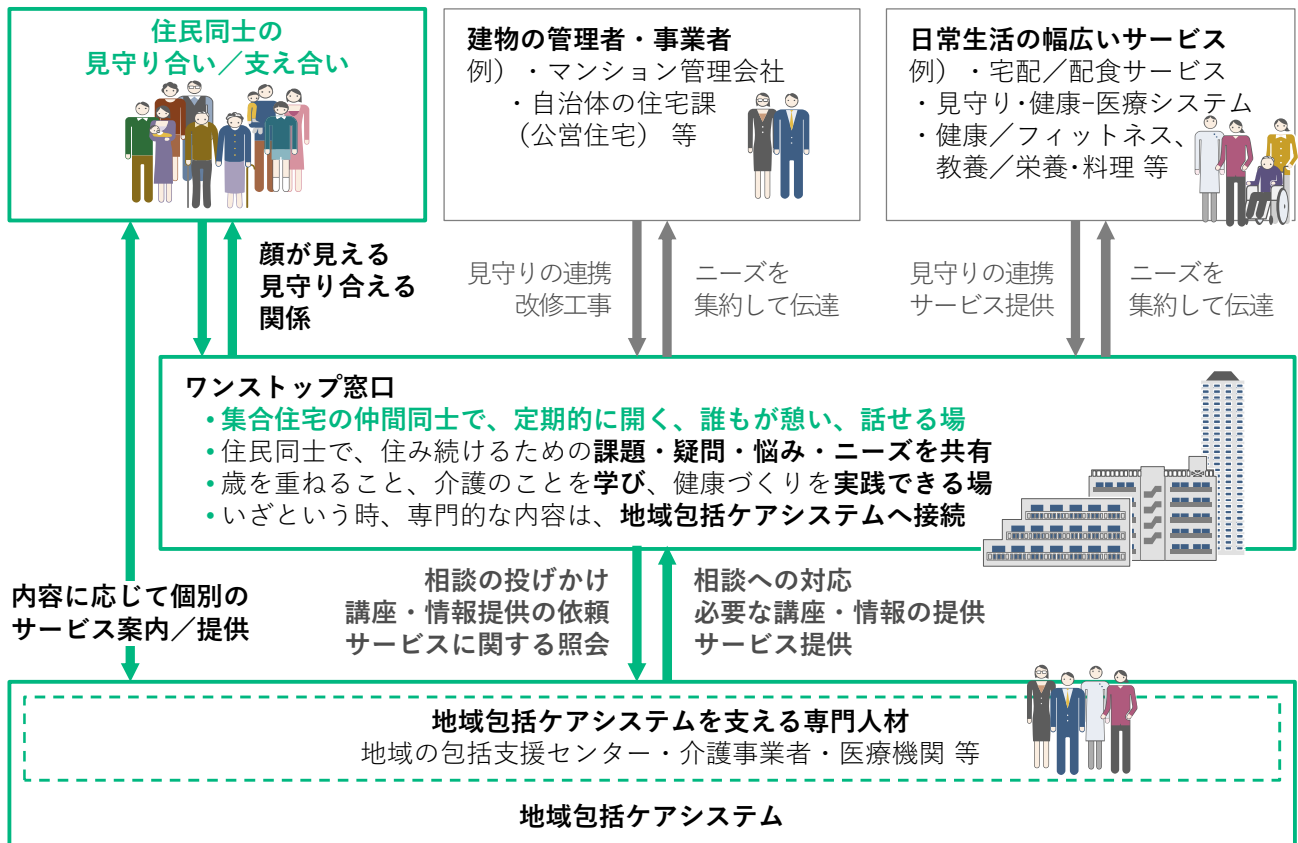 住民同士の
見守り合い／支え合い
建物の管理者・事業者
例）・マンション管理会社
・自治体の住宅課
（公営住宅） 等
日常生活の幅広いサービス
例）・宅配／配食サービス
・見守り・健康−医療システム
・健康／フィットネス、
教養／栄養・料理 等
顔が見える
見守り合える
関係
見守りの連携
改修工事
ニーズを
集約して伝達
見守りの連携
サービス提供
ニーズを
集約して伝達
ワンストップ窓口
・集合住宅の仲間同士で、定期的に開く、誰もが憩い、話せる場
・住民同士で、住み続けるための課題・疑問・悩み・ニーズを共有
・歳を重ねること、介護のことを学び、健康づくりを実践できる場
・いざという時、専門的な内容は、地域包括ケアシステムへ接続
内容に応じて個別の
サービス案内／提供
相談の投げかけ
講座・情報提供の依頼
サービスに関する照会
相談への対応
必要な講座・情報の提供
サービス提供
地域包括ケアシステムを支える専門人材
地域の包括支援センター・介護事業者・医療機関 等
地域包括ケアシステム